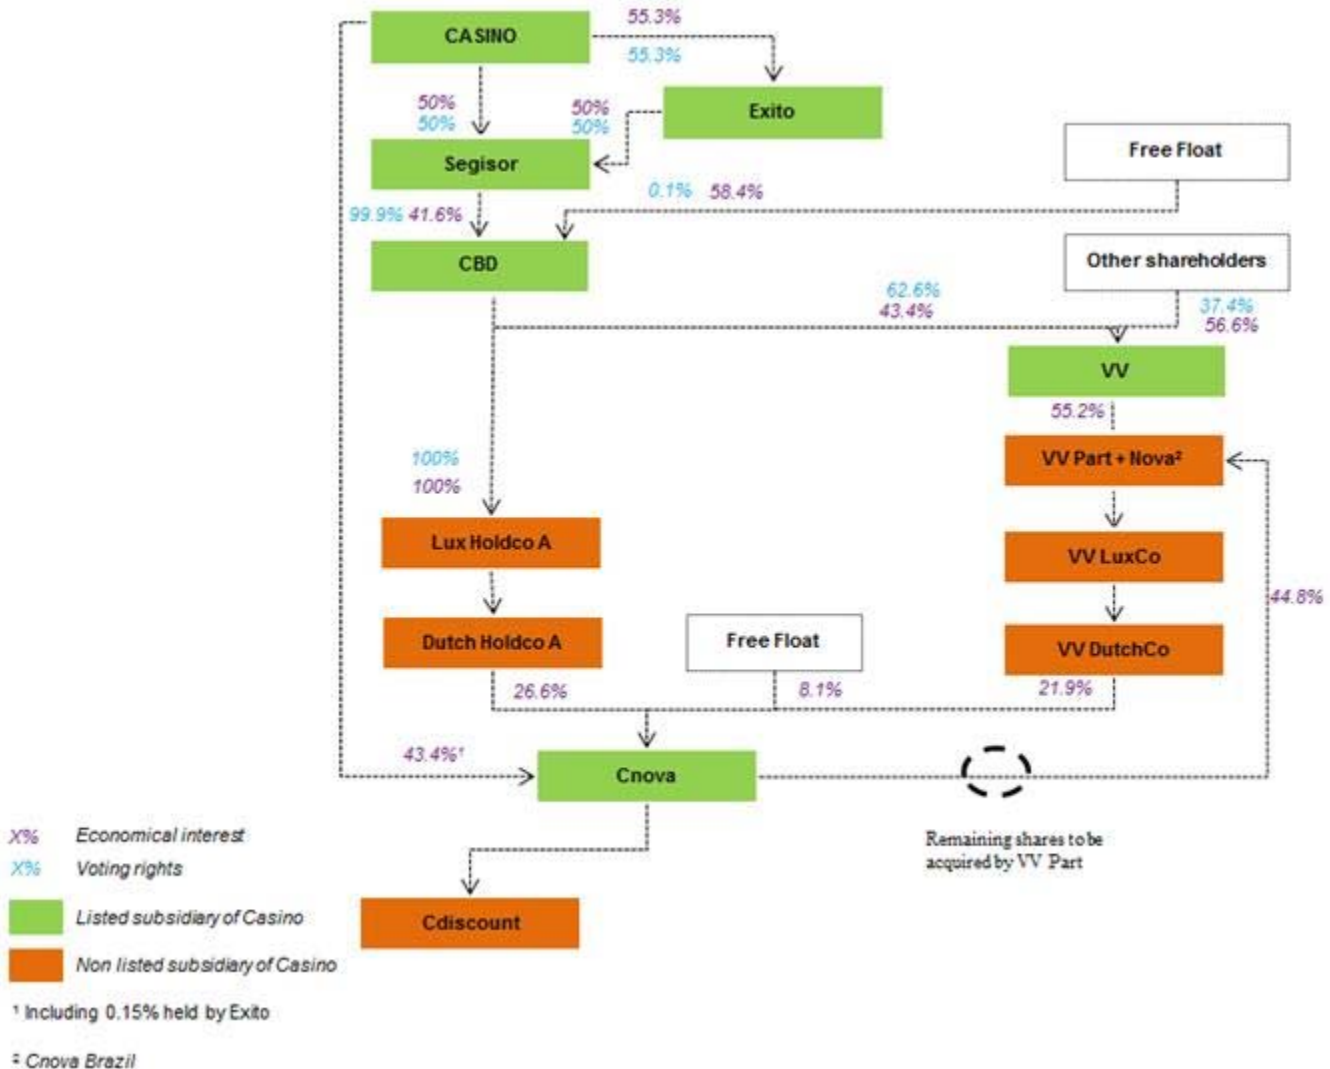 55.3%
CASINO
55.3%
50%
50%
50%
50%
Exito
Free Float
Segisor
0.1% 58.4%
99.9% 41.6%
CBD
Other shareholders
62.6%
43.4%
37.4%
56.6%
VV
55.2%
100%
100%
VV Part + Nova²
Lux Holdco A
VV LuxCo
44.8%
Dutch Holdco A
Free Float
VV DutchCo
26.6%
8.1%
21.9%
43.4%¹
Cnova
Remaining shares to be
acquired by VV Part
X% Economical interest
X% Voting rights
Listed subsidiary of Casino
Cdiscount
Non listed subsidiary of Casino
¹ Including 0.15% held by Exito
² Cnova Brazil